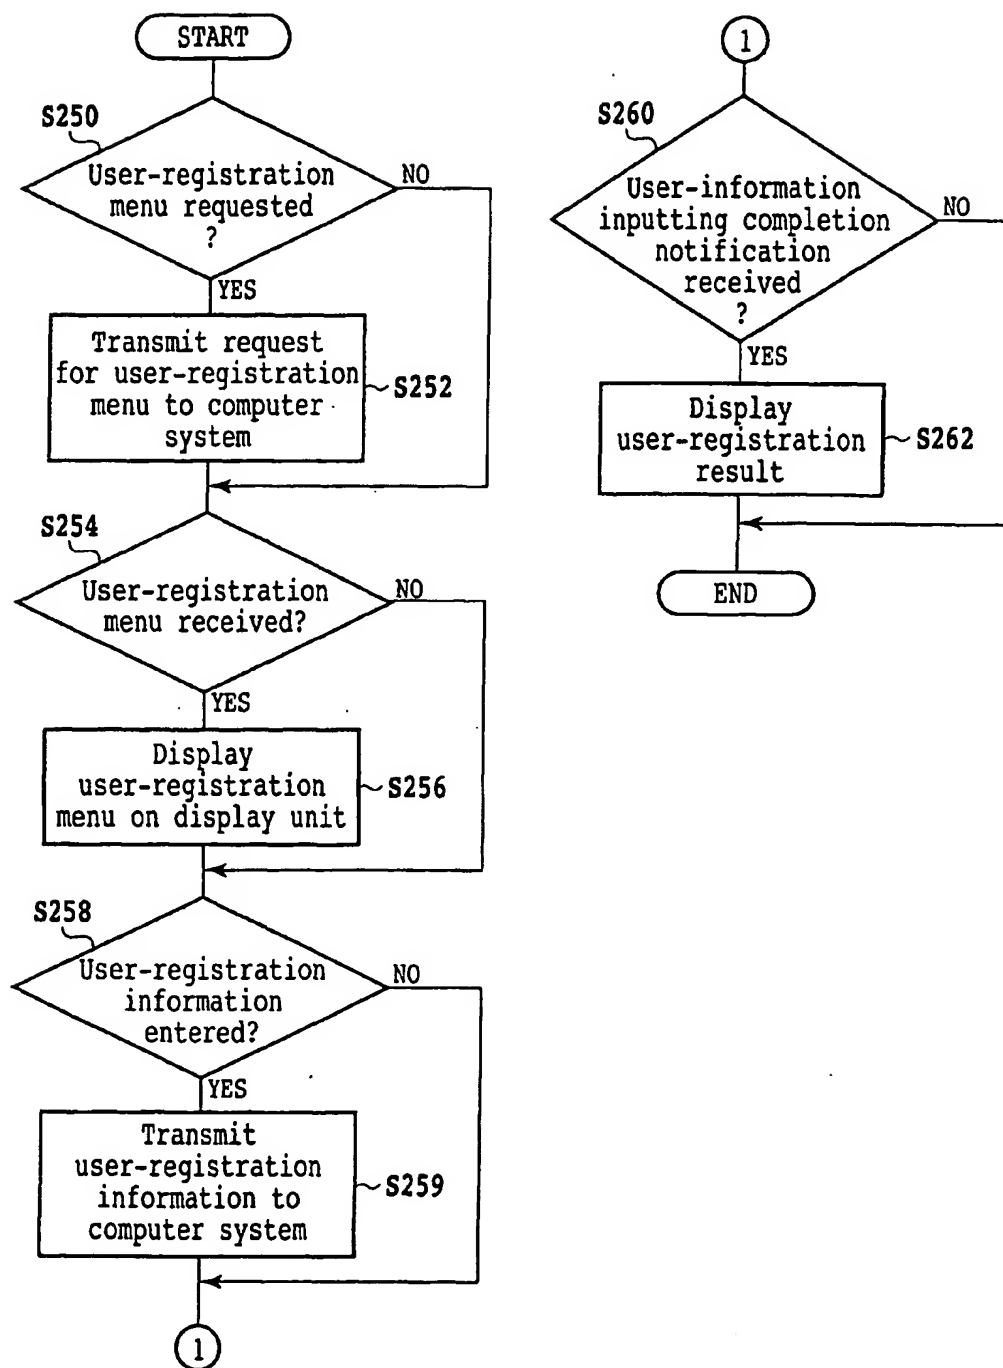 START
S250
User-registration
menu requested
?
NO
YES
Transmit request
for user-registration
menu to computer
system
S252
S254
User-registration
menu received?
NO
YES
Display
user-registration
menu on display unit
S256
S258
User-registration
information
entered?
NO
YES
Transmit
user-registration
information to
computer system
S259
1
1
S260
User-information
inputting completion
notification
received
?
NO
YES
Display
user-registration
result
S262
END